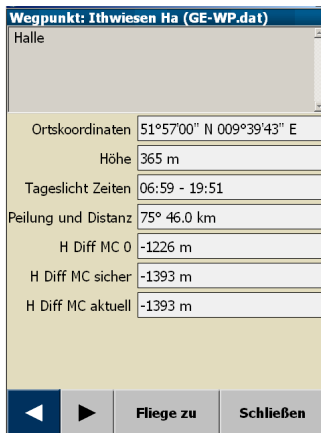 Wegpunkt: Ithwiesen Ha (GE-WP.dat)
Halle
Ortskoordinaten 51°57'00" N 009°39'43" E
Höhe 365 m
Tageslicht Zeiten 06:59 - 19:51
Peilung und Distanz 75° 46.0 km
H Diff MC 0 -1226 m
H Diff MC sicher -1393 m
H Diff MC aktuell -1393 m
Fliege zu Schließen